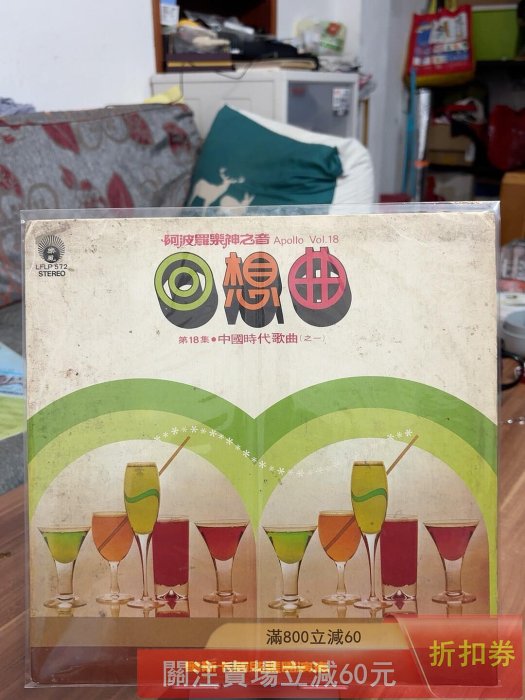 阿波羅樂神之音 Apollo Vol.18
LFLP 572
STEREO
回想曲
第18集●中國時代歌曲(之一)
滿800立減60
折扣券
關注賣場立減60元